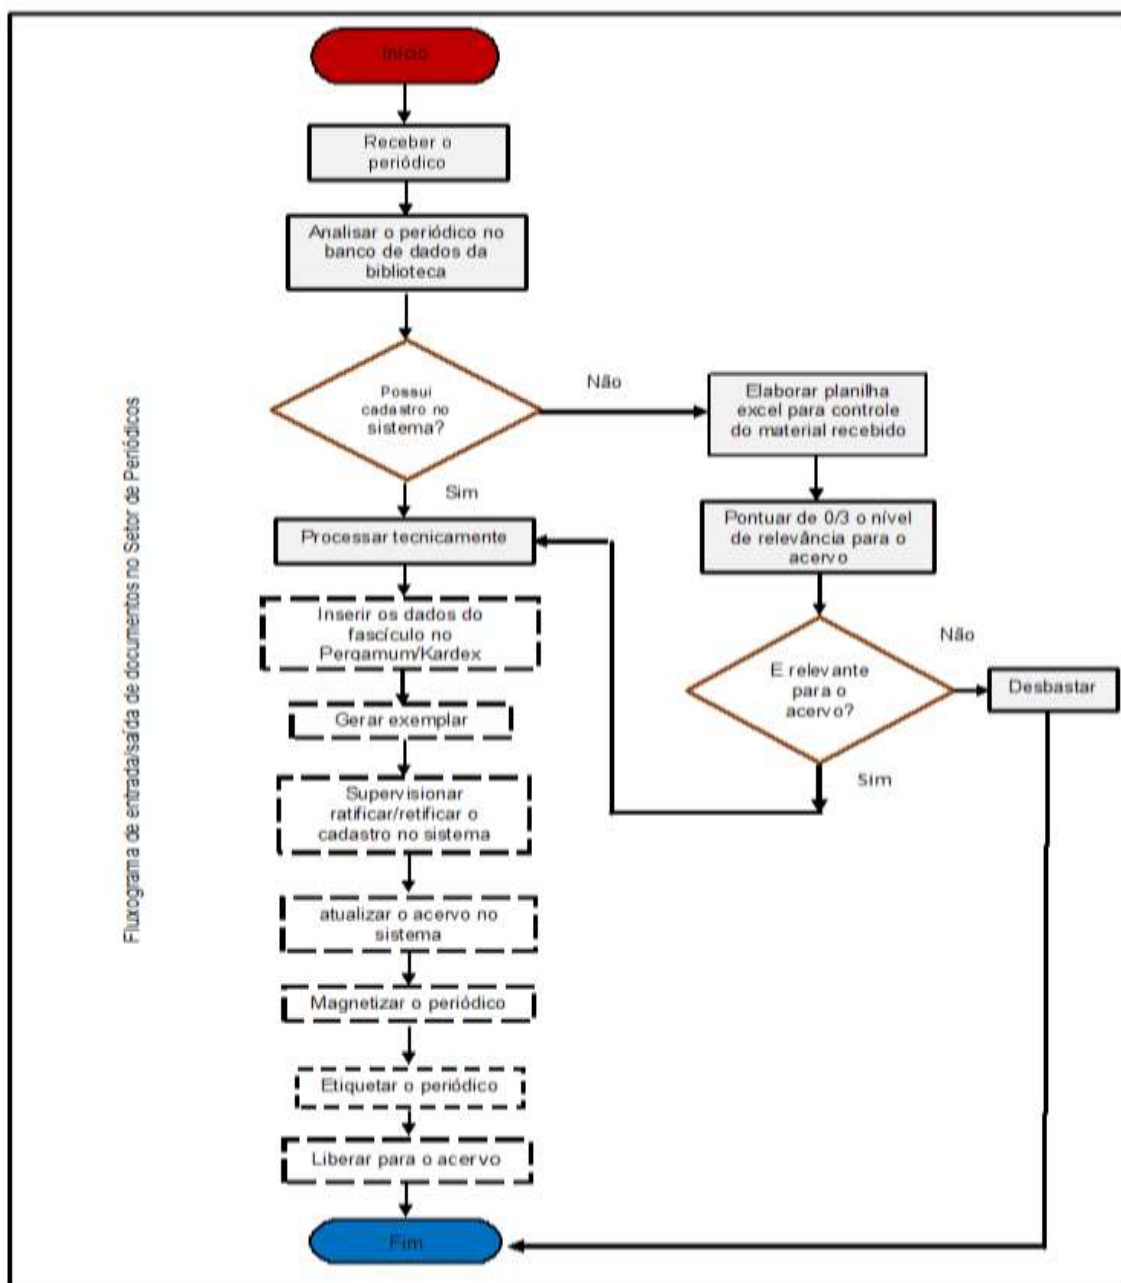 Fluxograma de entrada/saída de documentos no Setor de Periódicos
Início
Receber o
periódico
Analisar o periódico no
banco de dados da
biblioteca
Possui
cadastro no
sistema?
Não
Elaborar planilha
excel para controle
do material recebido
Sim
Pontuar de 0/3 o nível
de relevância para o
acervo
Processar tecnicamente
Inserir os dados do
fascículo no
Pergamum/Kardex
Não
E relevante
para o
acervo?
Desbastar
Sim
Gerar exemplar
Supervisionar
ratificar/retificar o
cadastro no sistema
atualizar o acervo no
sistema
Magnetizar o periódico
Etiquetar o periódico
Liberar para o acervo
Fim